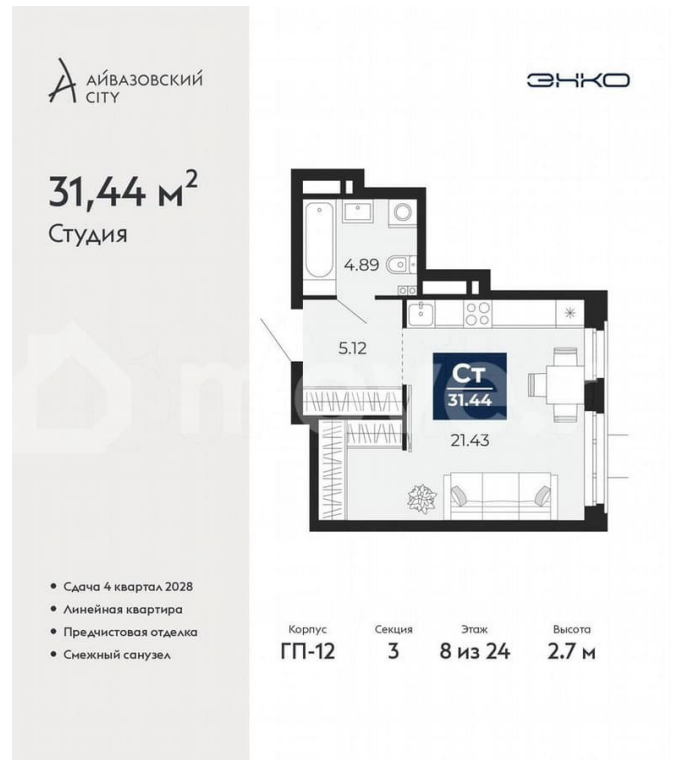 АЙВАЗОВСКИЙ
CITY
ЭНКО
31,44 м²
Студия
4.89
5.12
Ст
31.44
21.43
• Сдача 4 квартал 2028
• Линейная квартира
• Предчистовая отделка
• Смежный санузел
Корпус
ГП-12
Секция
3
Этаж
8 из 24
Высота
2.7 м